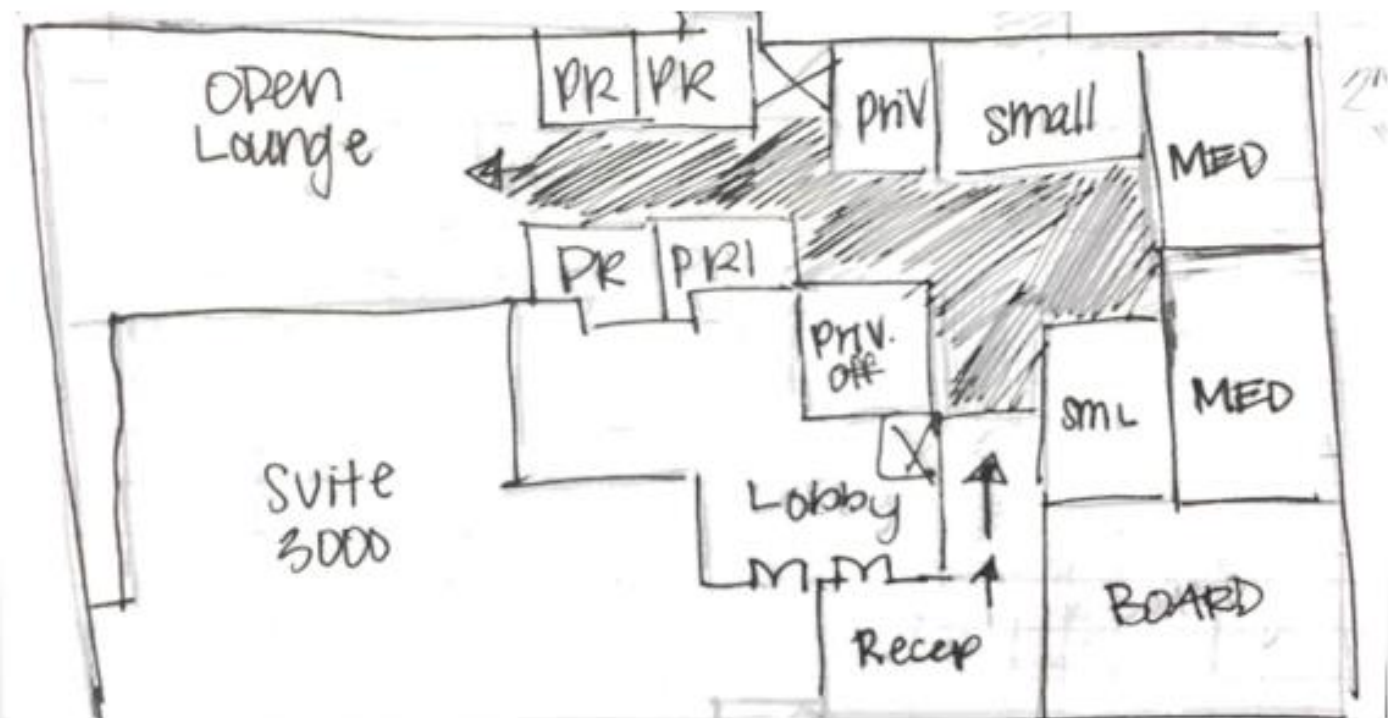 OPEN
Lounge
PR
PR
PRIV
small
MED
PR
PRI
PRIV.
OFF
SML
MED
Suite
3000
Lobby
BOARD
Recep